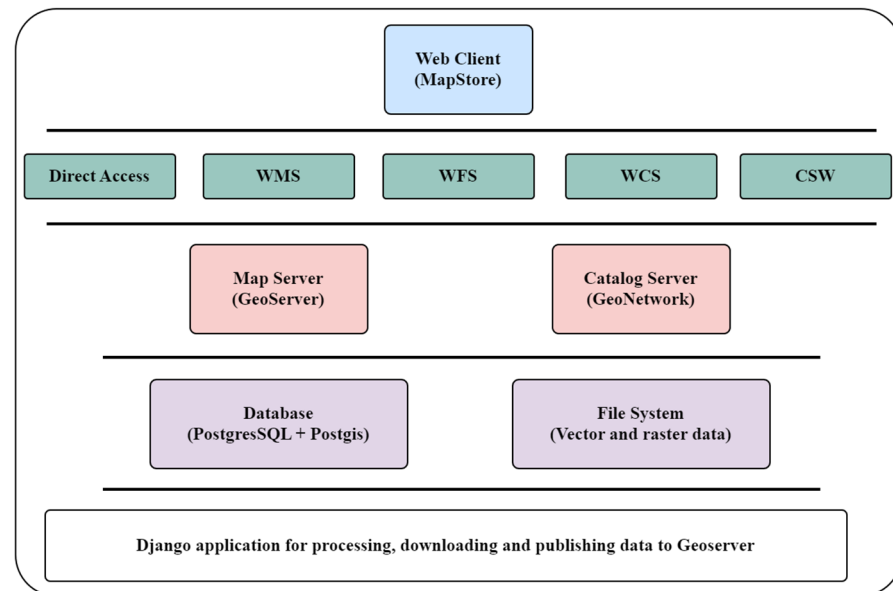 Web Client
(MapStore)
Direct Access
WMS
WFS
WCS
CSW
Map Server
(GeoServer)
Catalog Server
(GeoNetwork)
Database
(PostgresSQL + Postgis)
File System
(Vector and raster data)
Django application for processing, downloading and publishing data to Geoserver